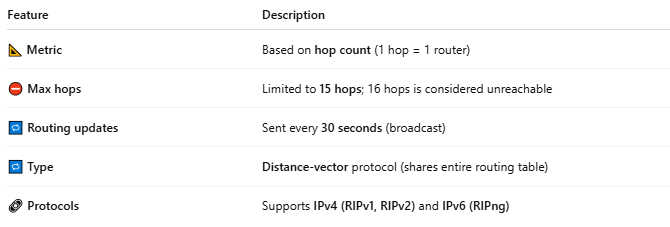 Feature Description
📐 Metric Based on hop count (1 hop = 1 router)
⛔ Max hops Limited to 15 hops; 16 hops is considered unreachable
🔁 Routing updates Sent every 30 seconds (broadcast)
🔁 Type Distance-vector protocol (shares entire routing table)
🔗 Protocols Supports IPv4 (RIPv1, RIPv2) and IPv6 (RIPng)